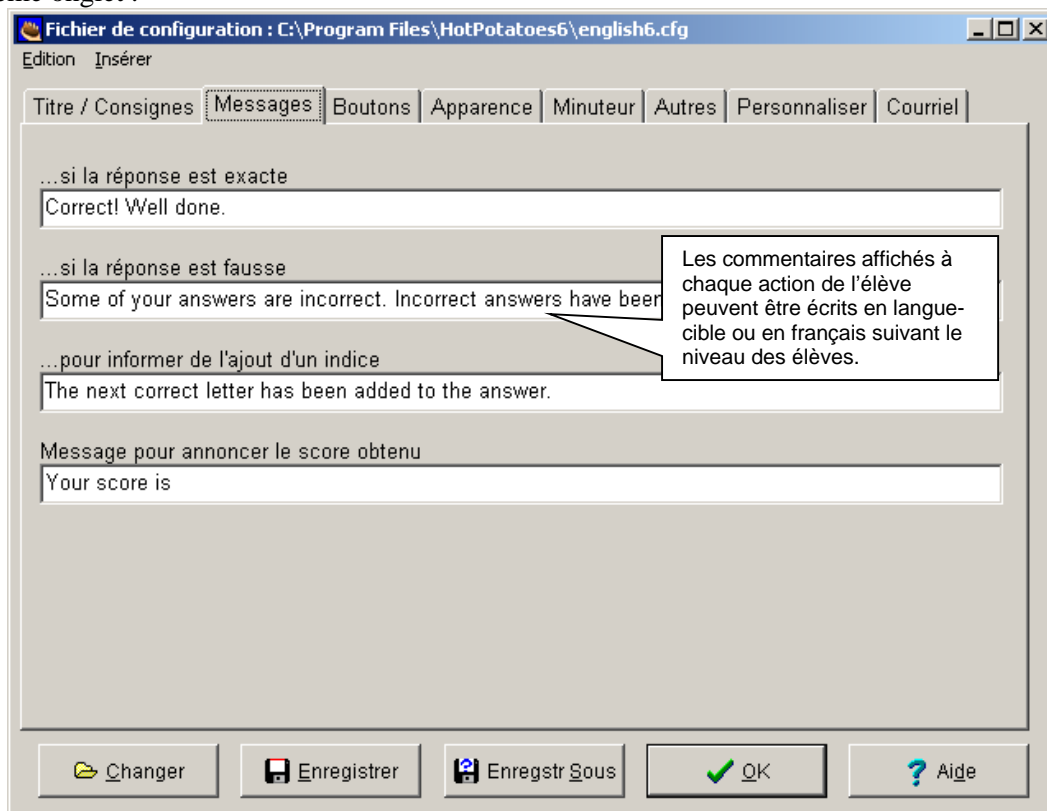 Fichier de configuration : C:\Program Files\HotPotatoes6\english6.cfg
Edition Insérer
Titre / Consignes Messages Boutons Apparence Minuteur Autres Personnaliser Courriel
...si la réponse est exacte
Correct! Well done.
...si la réponse est fausse
Some of your answers are incorrect. Incorrect answers have been
Les commentaires affichés à
chaque action de l'élève
peuvent être écrits en langue-
cible ou en français suivant le
niveau des élèves.
...pour informer de l'ajout d'un indice
The next correct letter has been added to the answer.
Message pour annoncer le score obtenu
Your score is
Changer Enregistrer Enregstr Sous OK Aide